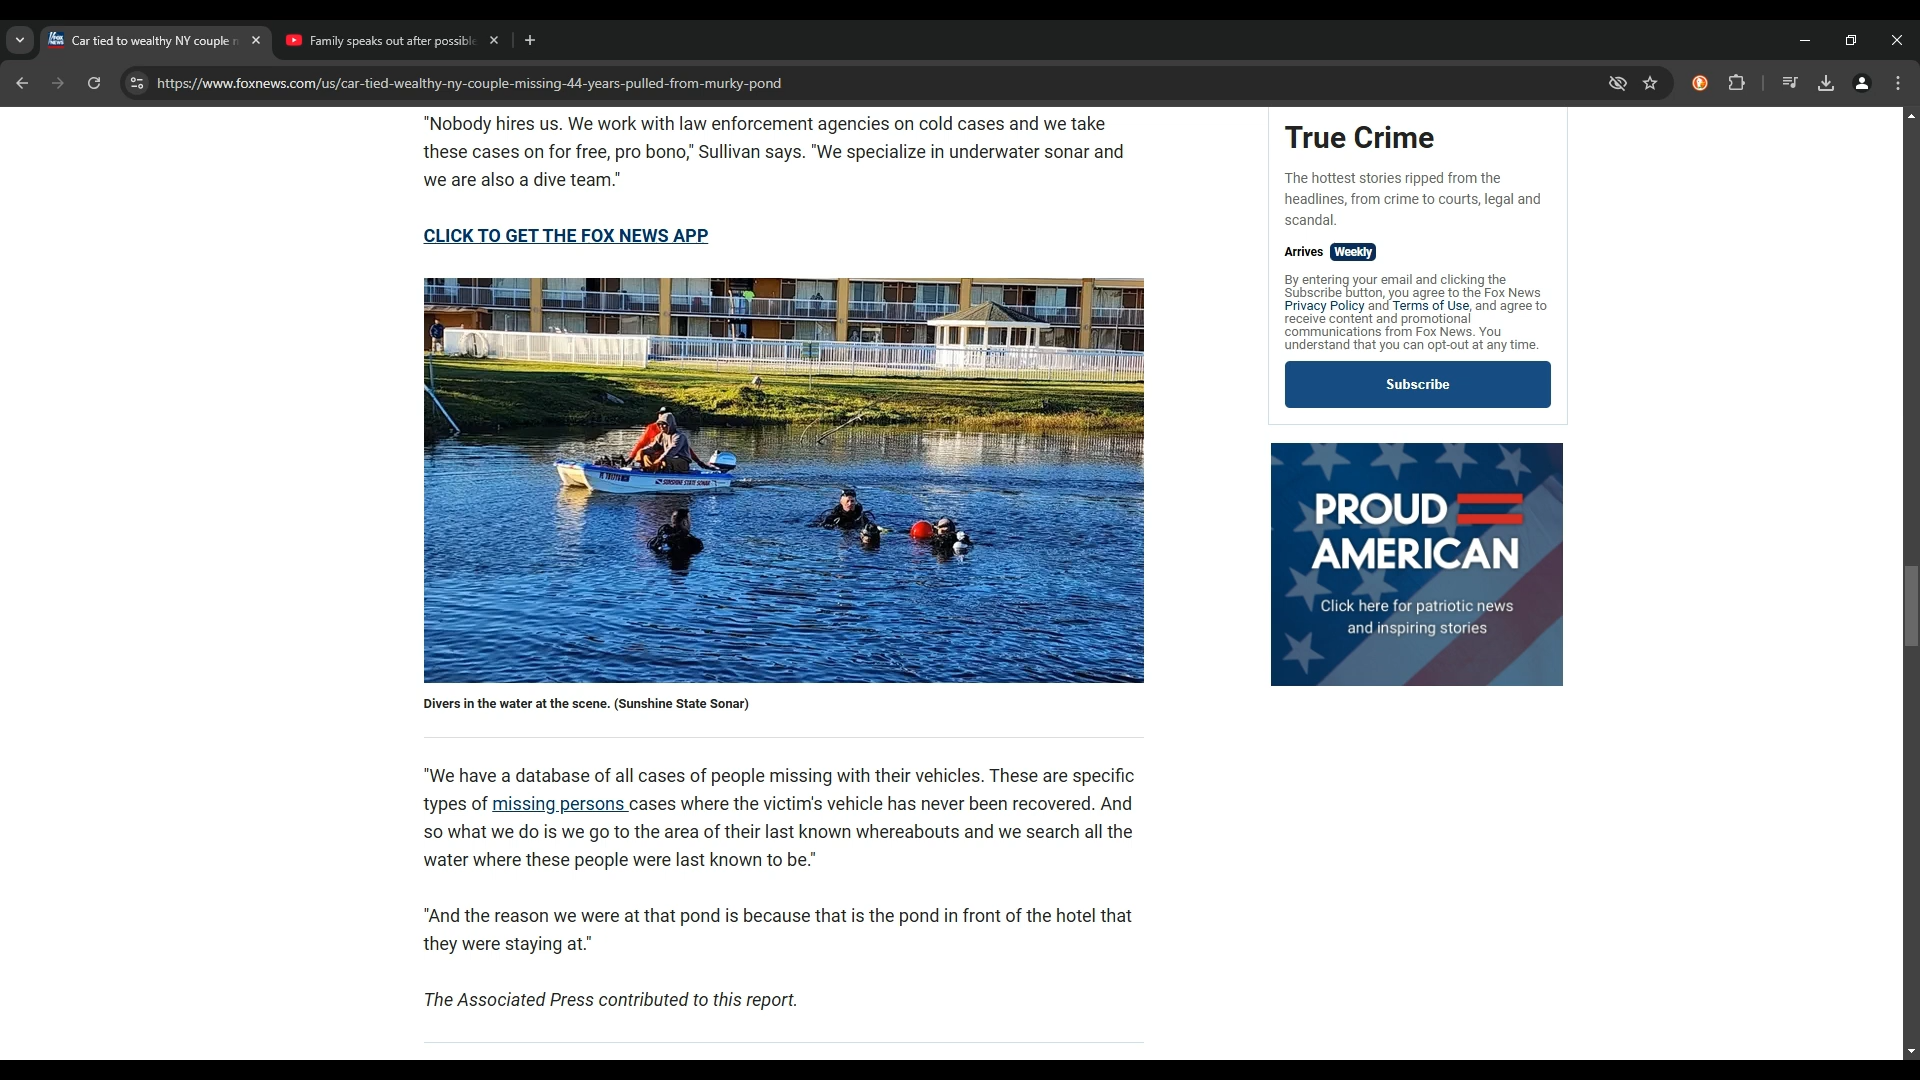 Car tied to wealthy NY couple
Family speaks out after possible
https://www.foxnews.com/us/car-tied-wealthy-ny-couple-missing-44-years-pulled-from-murky-pond
"Nobody hires us. We work with law enforcement agencies on cold cases and we take
these cases on for free, pro bono," Sullivan says. "We specialize in underwater sonar and
we are also a dive team."
CLICK TO GET THE FOX NEWS APP
SUNSHINE STATE SONAR
Divers in the water at the scene. (Sunshine State Sonar)
"We have a database of all cases of people missing with their vehicles. These are specific
types of missing persons cases where the victim's vehicle has never been recovered. And
so what we do is we go to the area of their last known whereabouts and we search all the
water where these people were last known to be."
"And the reason we were at that pond is because that is the pond in front of the hotel that
they were staying at."
The Associated Press contributed to this report.
True Crime
The hottest stories ripped from the
headlines, from crime to courts, legal and
scandal.
Arrives Weekly
By entering your email and clicking the
Subscribe button, you agree to the Fox News
Privacy Policy and Terms of Use, and agree to
receive content and promotional
communications from Fox News. You
understand that you can opt-out at any time.
Subscribe
PROUD
AMERICAN
Click here for patriotic news
and inspiring stories